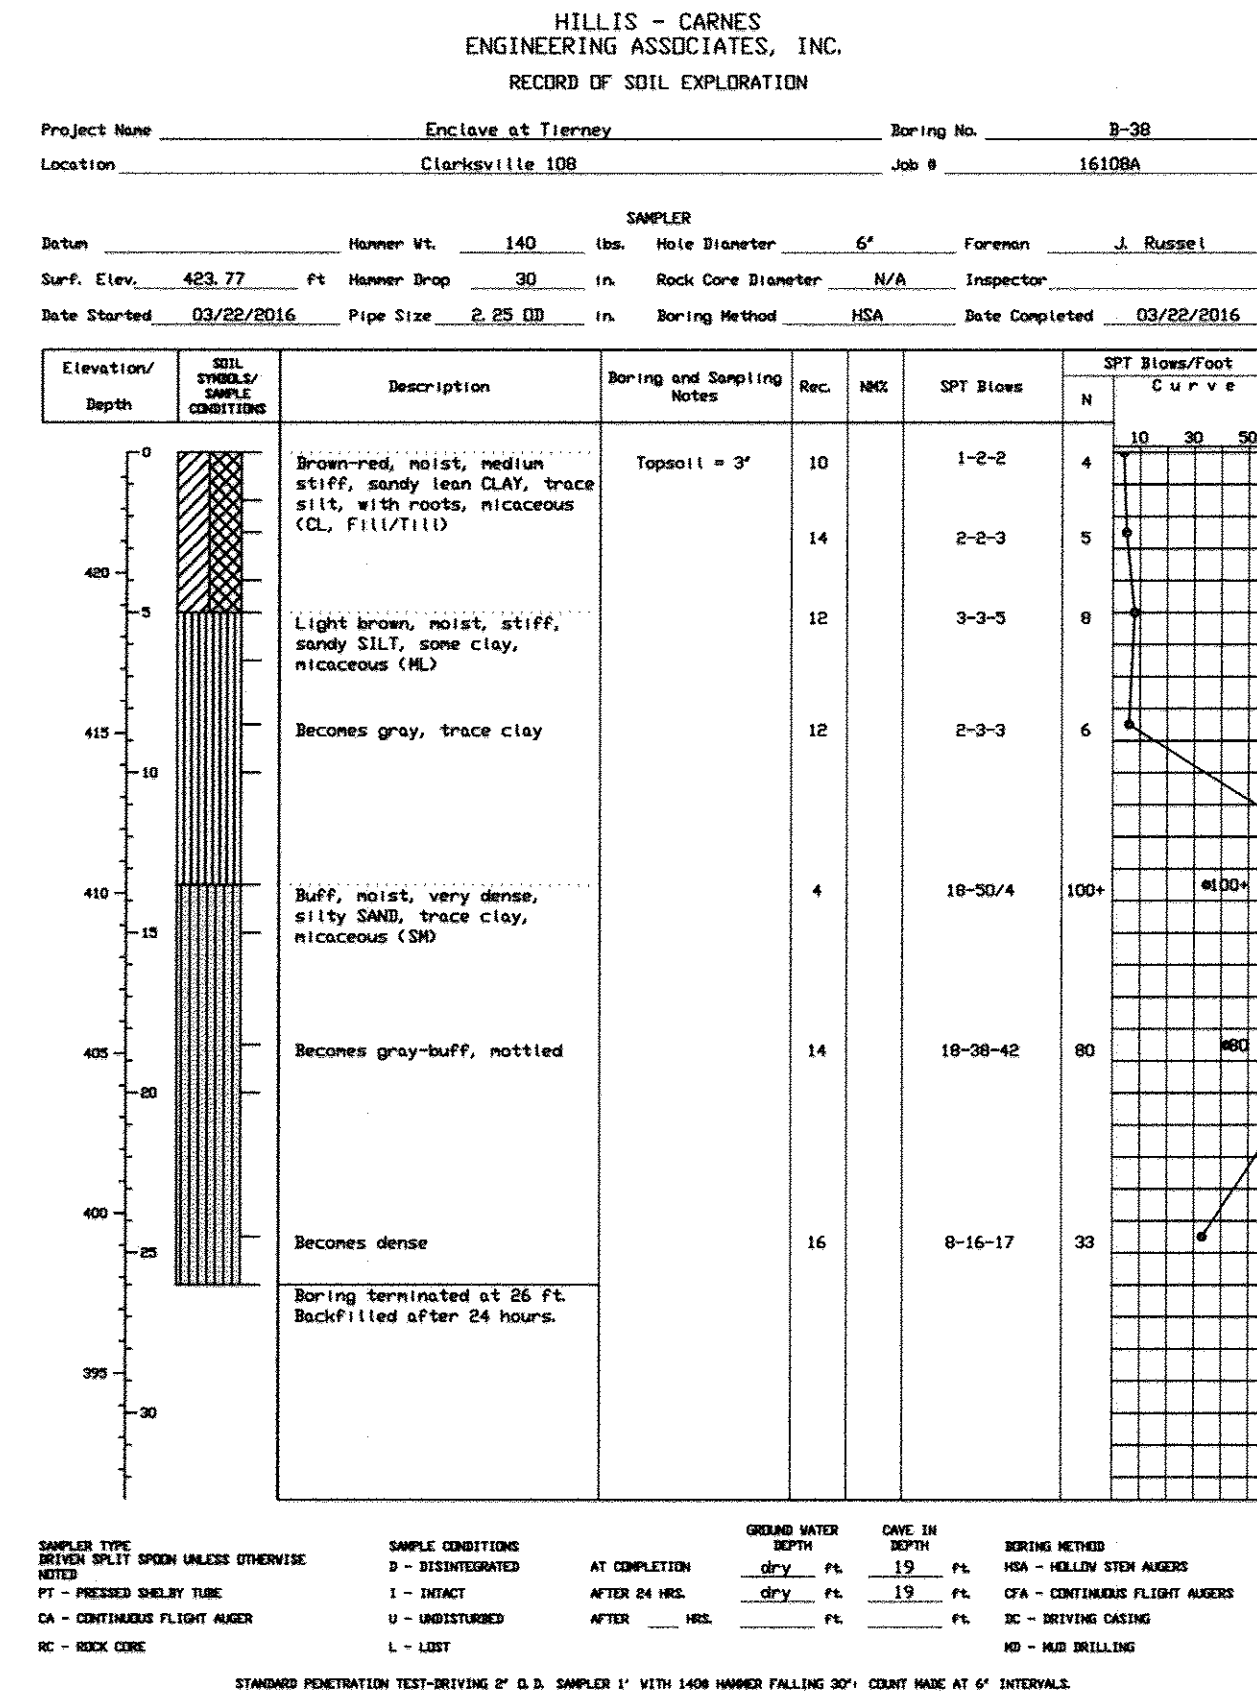 HILLIS - CARNES
ENGINEERING ASSOCIATES, INC.
RECORD OF SOIL EXPLORATION
Project Name Enclave at Tierney Boring No. B-38
Location Clarksville 108 Job # 16108A
SAMPLER
Datum Hammer Wt. 140 lbs. Hole Diameter 6" Foreman J. Russel
Surf. Elev. 423.77 ft Hammer Drop 30 in. Rock Core Diameter N/A Inspector
Date Started 03/22/2016 Pipe Size 2.25 OD in. Boring Method HSA Date Completed 03/22/2016
Elevation/ Depth
SOIL SYMBOLS/ SAMPLE CONDITIONS
Description
Boring and Sampling Notes
Rec.
NM%
SPT Blows
SPT Blows/Foot
N
Curve
10 30 50
0
Brown-red, moist, medium
stiff, sandy lean CLAY, trace
silt, with roots, micaceous
(CL, Fill/Till)
Topsoil = 3" 10 1-2-2 4
14 2-2-3 5
420
5
Light brown, moist, stiff,
sandy SILT, some clay,
micaceous (ML)
12 3-3-5 8
415
Becomes gray, trace clay 12 2-3-3 6
10
410
Buff, moist, very dense,
silty SAND, trace clay,
micaceous (SM)
4 18-50/4 100+ 100+
15
405
Becomes gray-buff, mottled 14 18-38-42 80 80
20
400
Becomes dense 16 8-16-17 33
25
Boring terminated at 26 ft.
Backfilled after 24 hours.
395
30
SAMPLER TYPE
DRIVEN SPLIT SPOON UNLESS OTHERWISE
NOTED
PT - PRESSED SHELBY TUBE
CA - CONTINUOUS FLIGHT AUGER
RC - ROCK CORE
SAMPLE CONDITIONS
D - DISINTEGRATED
I - INTACT
U - UNDISTURBED
L - LOST
GROUND WATER DEPTH CAVE IN DEPTH
AT COMPLETION dry ft. 19 ft.
AFTER 24 HRS. dry ft. 19 ft.
AFTER HRS. ft. ft.
BORING METHOD
HSA - HOLLOW STEM AUGERS
CFA - CONTINUOUS FLIGHT AUGERS
DC - DRIVING CASING
MD - MUD DRILLING
STANDARD PENETRATION TEST-DRIVING 2" O.D. SAMPLER 1' WITH 140# HAMMER FALLING 30"; COUNT MADE AT 6" INTERVALS.